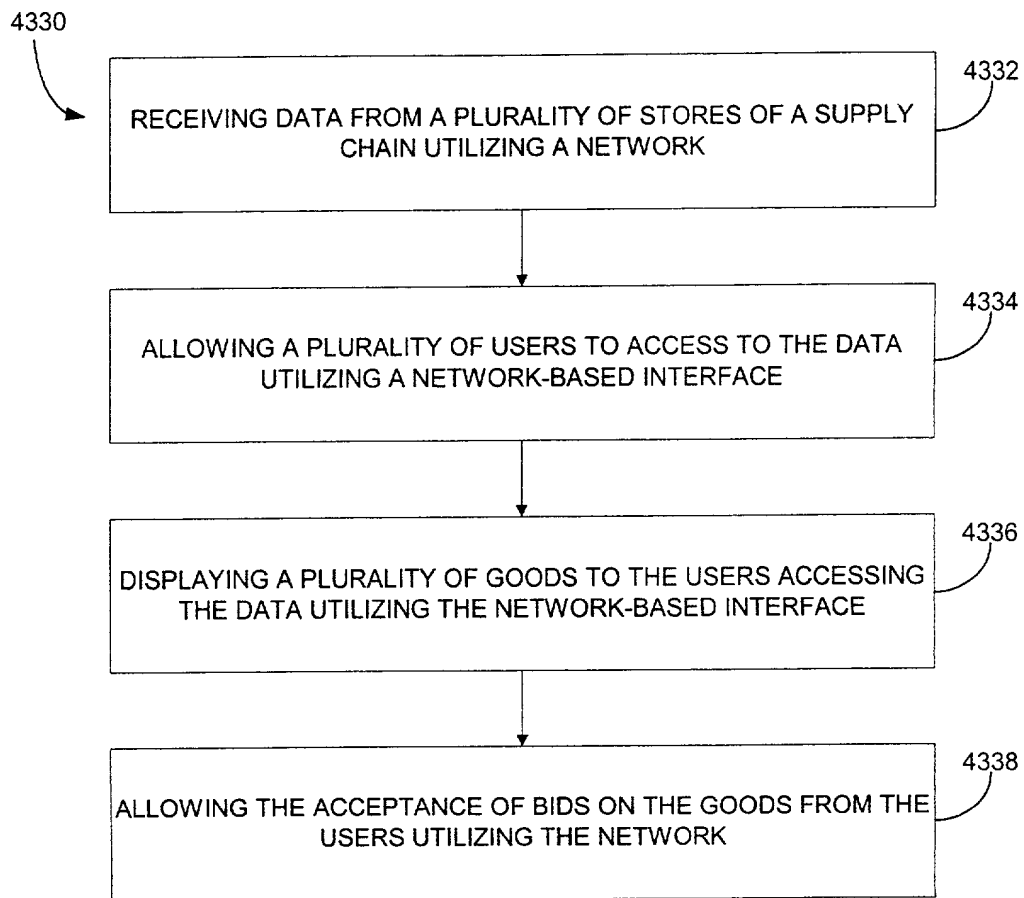 4330
4332
RECEIVING DATA FROM A PLURALITY OF STORES OF A SUPPLY
CHAIN UTILIZING A NETWORK
4334
ALLOWING A PLURALITY OF USERS TO ACCESS TO THE DATA
UTILIZING A NETWORK-BASED INTERFACE
4336
DISPLAYING A PLURALITY OF GOODS TO THE USERS ACCESSING
THE DATA UTILIZING THE NETWORK-BASED INTERFACE
4338
ALLOWING THE ACCEPTANCE OF BIDS ON THE GOODS FROM THE
USERS UTILIZING THE NETWORK